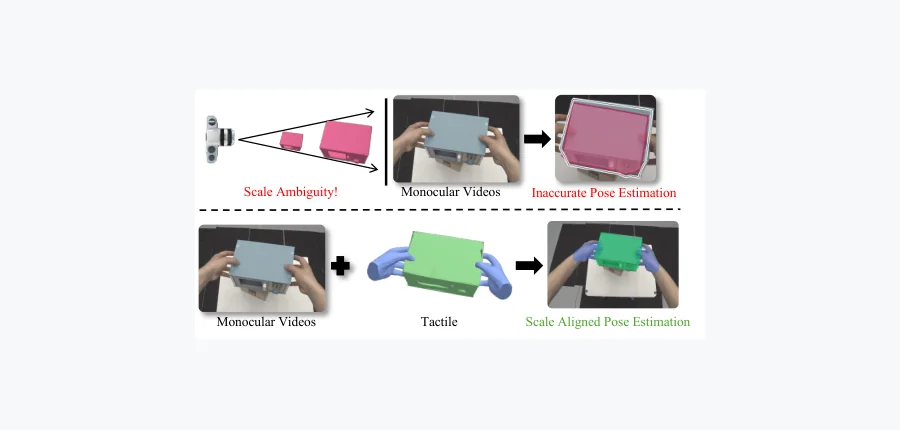 Scale Ambiguity!
Monocular Videos
Inaccurate Pose Estimation
Monocular Videos
Tactile
Scale Aligned Pose Estimation